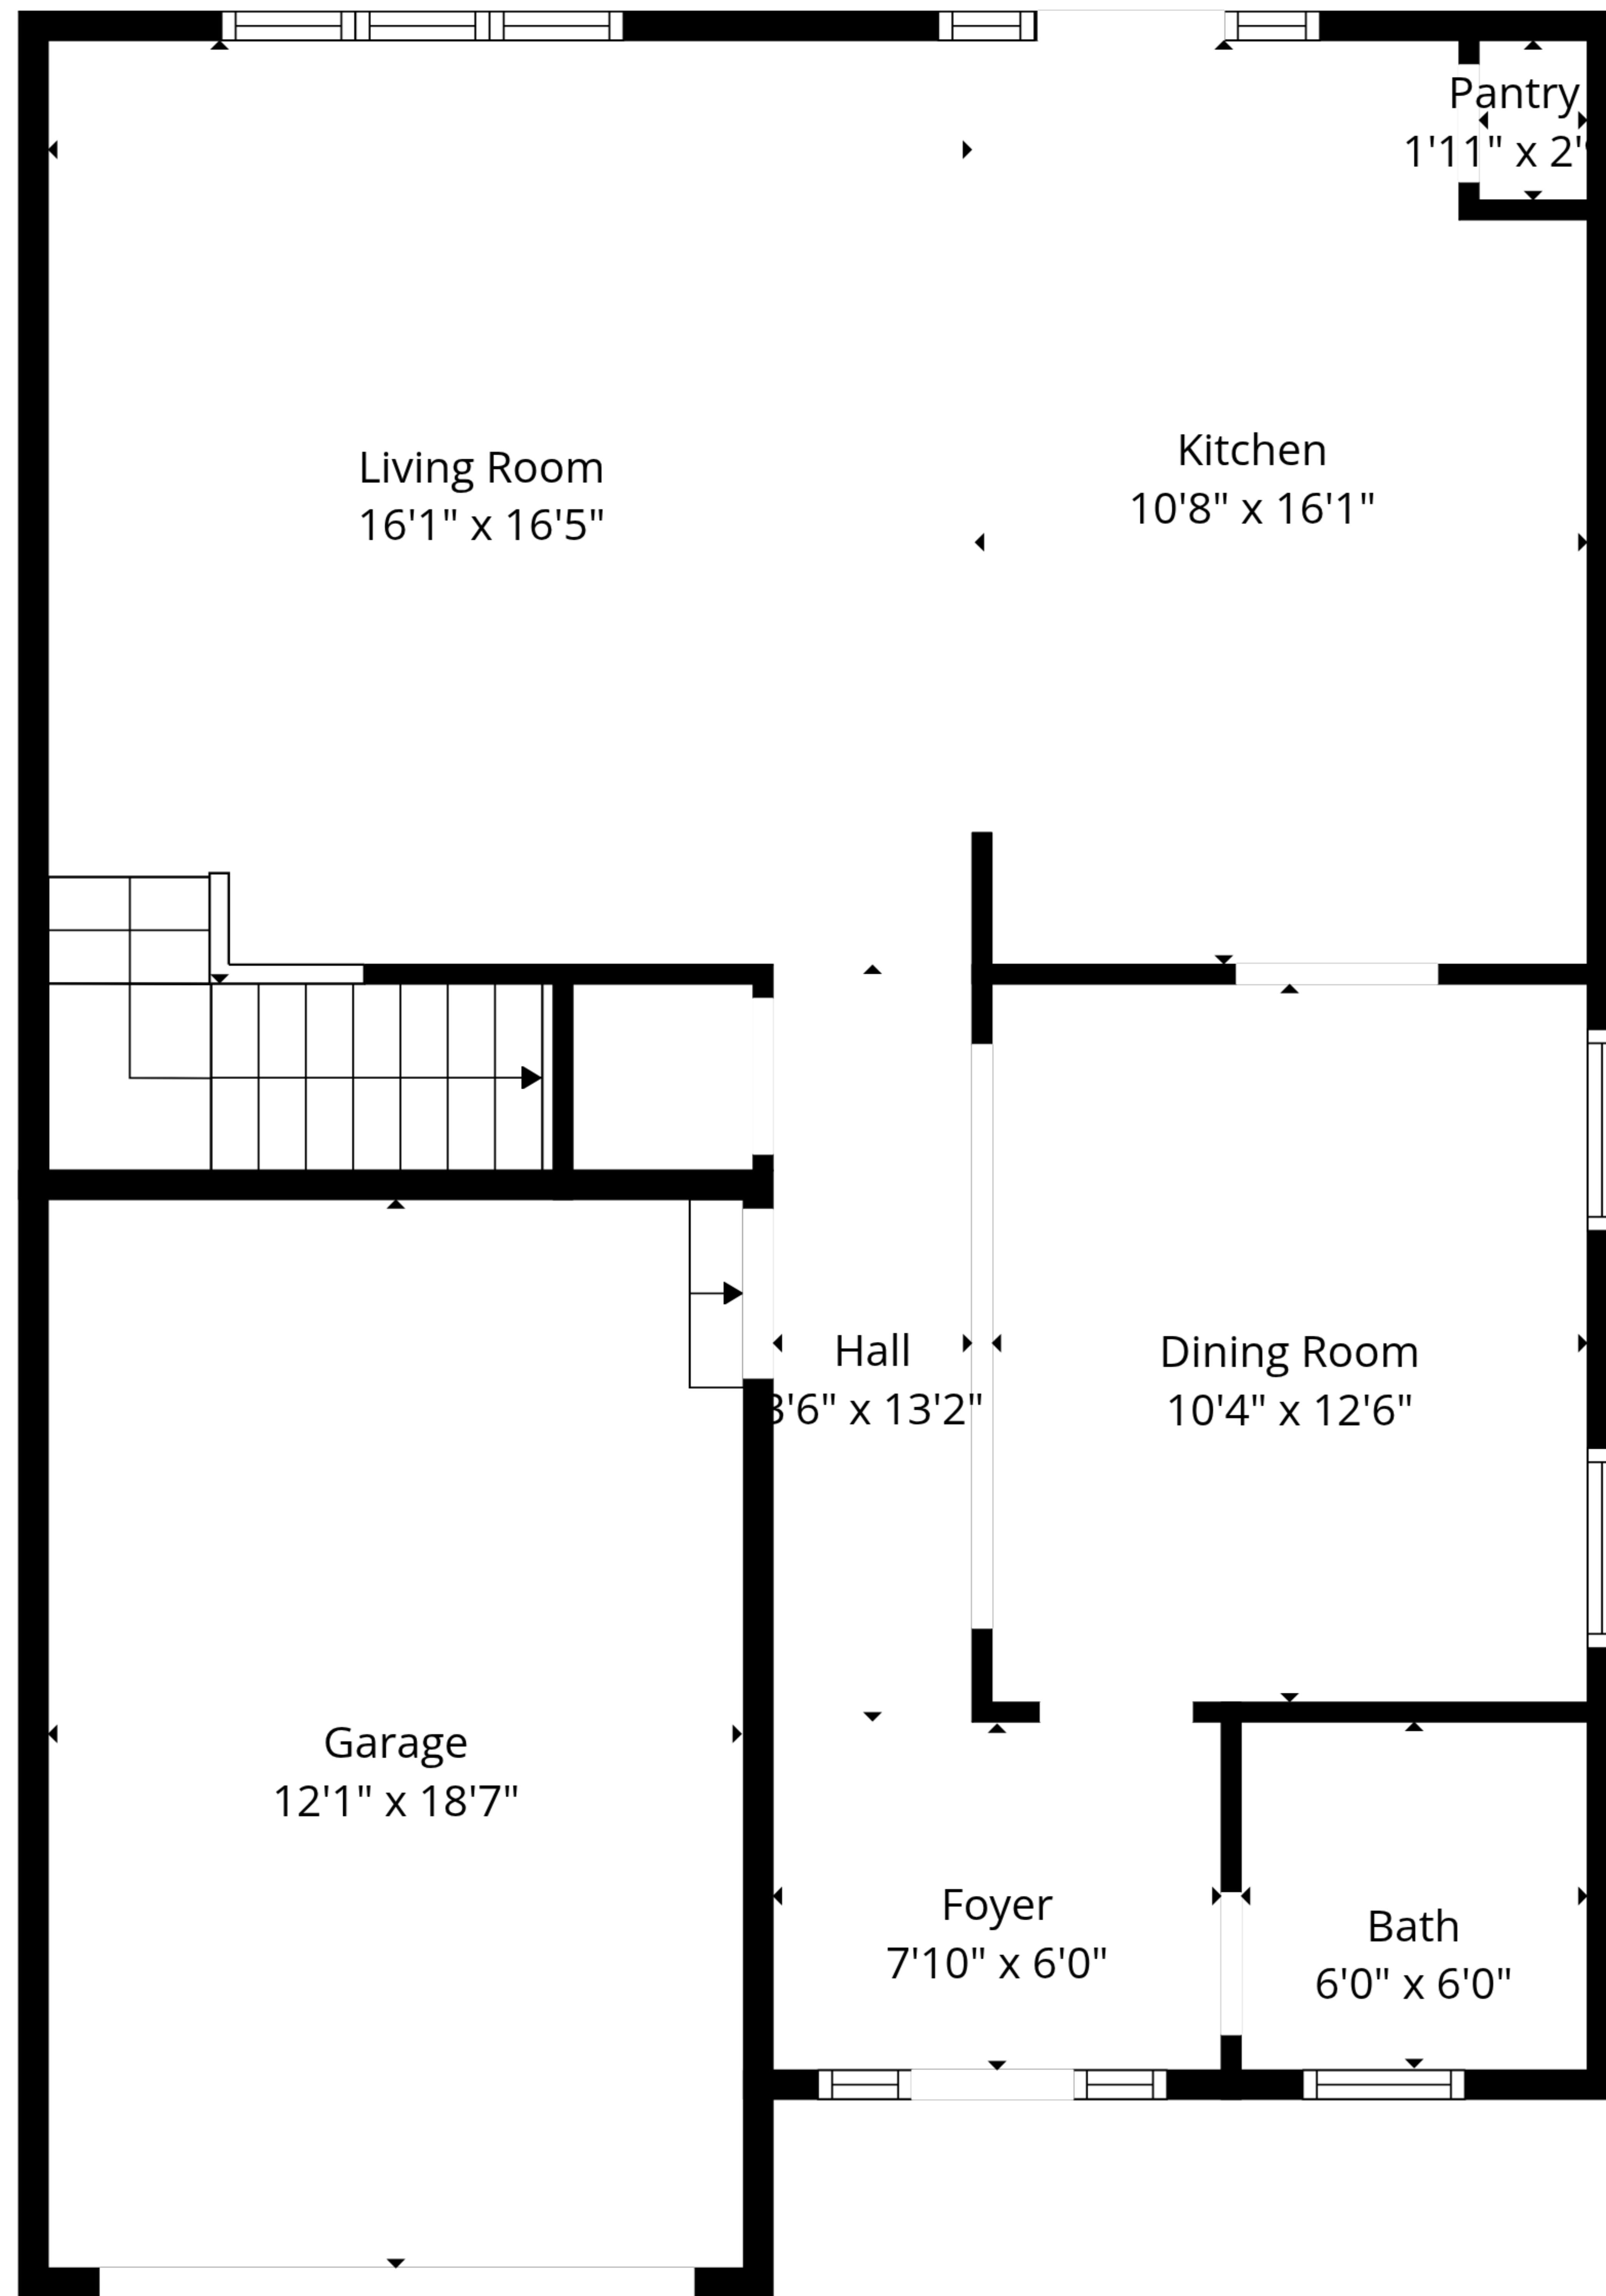 Pantry
1'11" x 2'
Kitchen
10'8" x 16'1"
Living Room
16'1" x 16'5"
Hall
3'6" x 13'2"
Dining Room
10'4" x 12'6"
Garage
12'1" x 18'7"
Foyer
7'10" x 6'0"
Bath
6'0" x 6'0"